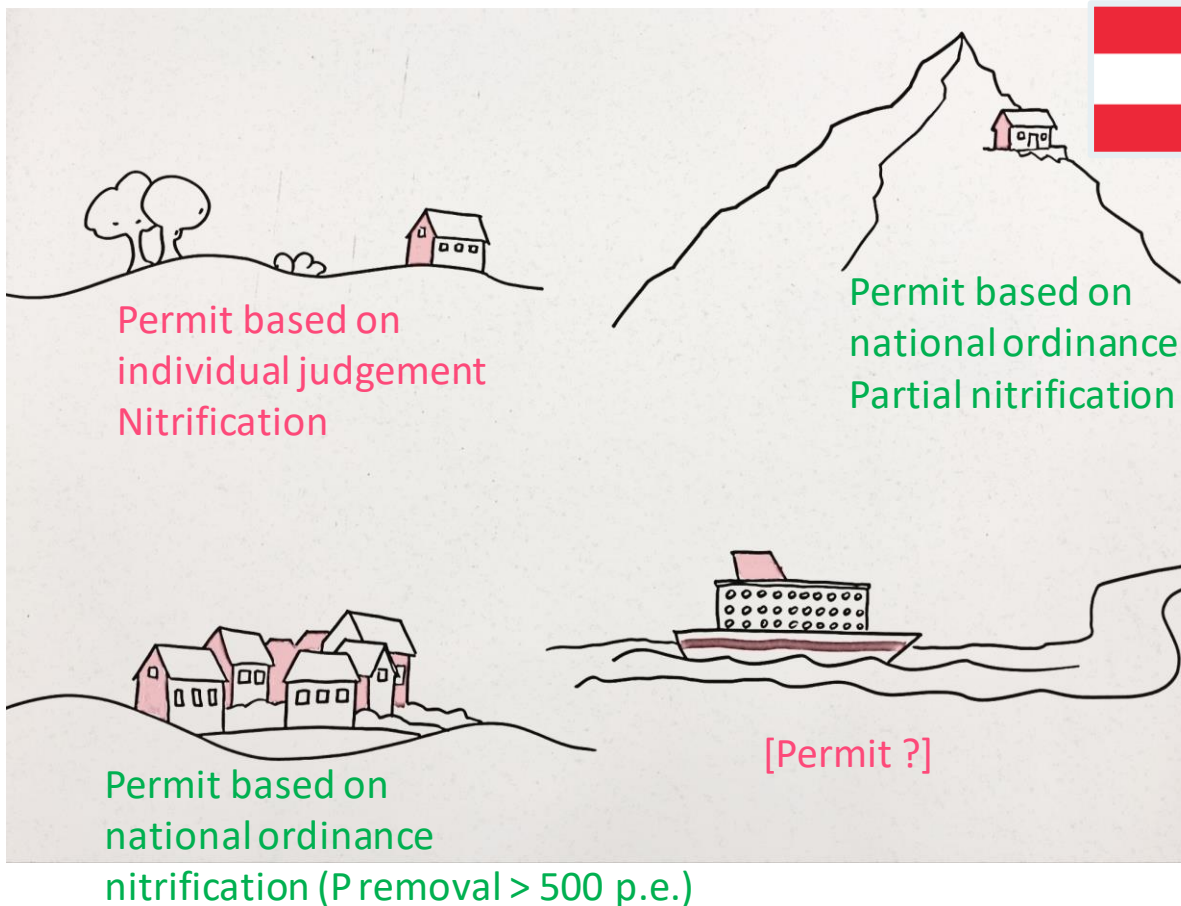 Permit based on
individual judgement
Nitrification
Permit based on
national ordinance
Partial nitrification
Permit based on
national ordinance
nitrification (P removal > 500 p.e.)
[Permit ?]